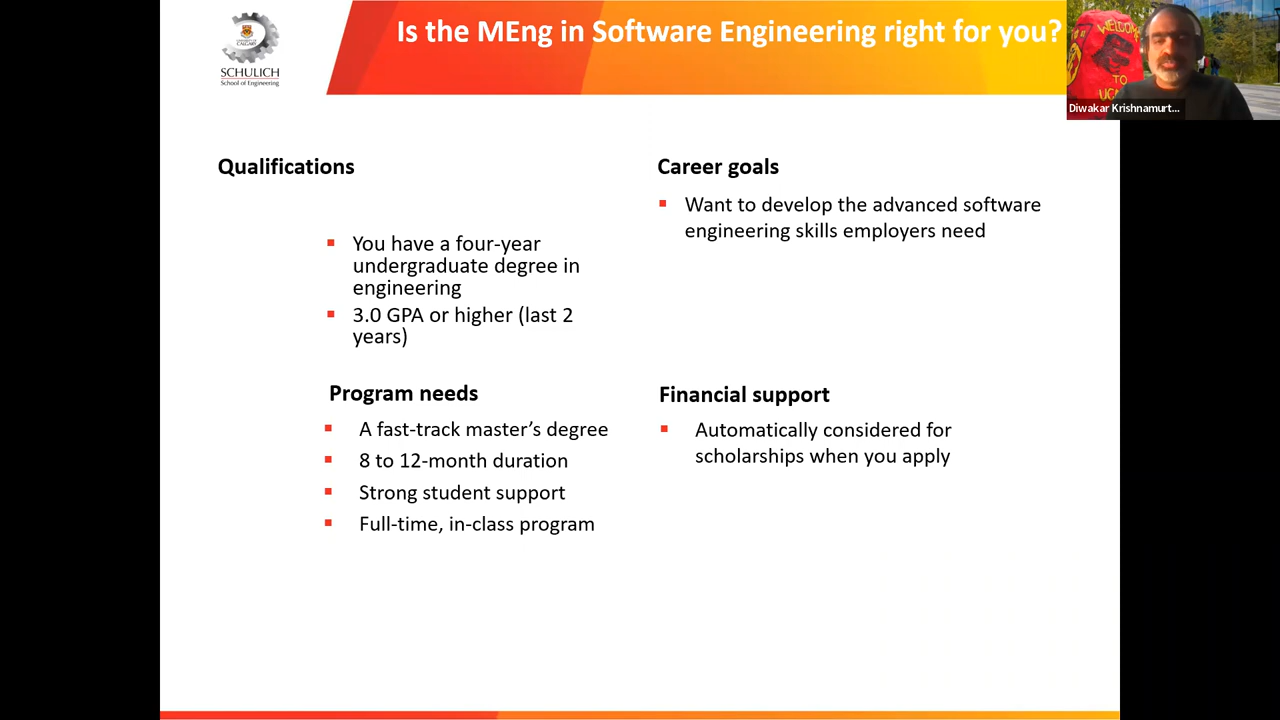 UNIVERSITY OF
CALGARY
SCHULICH
School of Engineering
Is the MEng in Software Engineering right for you?
WELCOME
TO
Diwakar Krishnamurt...
Qualifications
▪ You have a four-year
undergraduate degree in
engineering
▪ 3.0 GPA or higher (last 2
years)
Career goals
▪ Want to develop the advanced software
engineering skills employers need
Program needs
▪ A fast-track master’s degree
▪ 8 to 12-month duration
▪ Strong student support
▪ Full-time, in-class program
Financial support
▪ Automatically considered for
scholarships when you apply